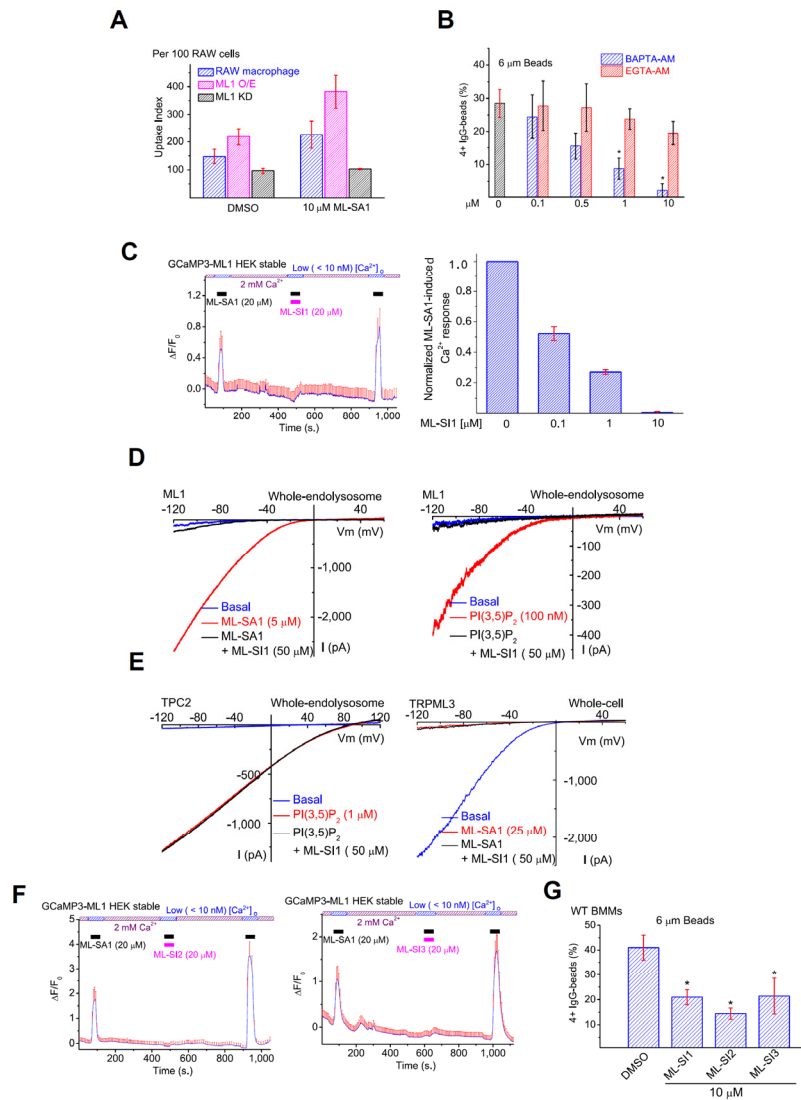 A
Per 100 RAW cells
RAW macrophage
ML1 O/E
ML1 KD
Uptake Index
400
300
200
100
DMSO
10 μM ML-SA1
B
6 μm Beads
BAPTA-AM
EGTA-AM
4+ IgG-beads (%)
30
20
10
*
*
μM
0
0.1
0.5
1
10
C
GCaMP3-ML1 HEK stable
Low ( < 10 nM) [Ca²⁺]o
2 mM Ca²⁺
ML-SA1 (20 μM)
ML-SI1 (20 μM)
ΔF/F₀
1.2
0.8
0.4
0.0
0 200 400 600 800 1,000
Time (s.)
Normalized ML-SA1-induced
Ca²⁺ response
1.0
0.8
0.6
0.4
0.2
ML-SI1 [μM]
0
0.1
1
10
D
ML1
Whole-endolysosome
-120 -80 -40 0 40
Vm (mV)
-1,000
-2,000
Basal
ML-SA1 (5 μM)
ML-SA1
+ ML-SI1 (50 μM)
I (pA)
ML1
Whole-endolysosome
-120 -80 -40 0 40
Vm (mV)
-100
-200
-300
-400
Basal
PI(3,5)P₂ (100 nM)
PI(3,5)P₂
+ ML-SI1 ( 50 μM)
I (pA)
E
TPC2
Whole-endolysosome
-120 -80 -40 0 40 80 120
Vm (mV)
-500
-1,000
Basal
PI(3,5)P₂ (1 μM)
PI(3,5)P₂
+ ML-SI1 ( 50 μM)
I (pA)
TRPML3
Whole-cell
-120 -80 -40 0 40
Vm (mV)
-1,000
-2,000
Basal
ML-SA1 (25 μM)
ML-SA1
+ ML-SI1 ( 50 μM)
I (pA)
F
GCaMP3-ML1 HEK stable
Low ( < 10 nM) [Ca²⁺]o
2 mM Ca²⁺
ML-SA1 (20 μM)
ML-SI2 (20 μM)
ΔF/F₀
5
4
3
2
1
0
200 400 600 800 1,000
Time (s.)
GCaMP3-ML1 HEK stable
Low ( < 10 nM) [Ca²⁺]o
2 mM Ca²⁺
ML-SA1 (20 μM)
ML-SI3 (20 μM)
ΔF/F₀
2
1
0
200 400 600 800 1,000
Time (s.)
G
WT BMMs
6 μm Beads
4+ IgG-beads (%)
50
40
30
20
10
*
*
*
DMSO
ML-SI1
ML-SI2
ML-SI3
10 μM